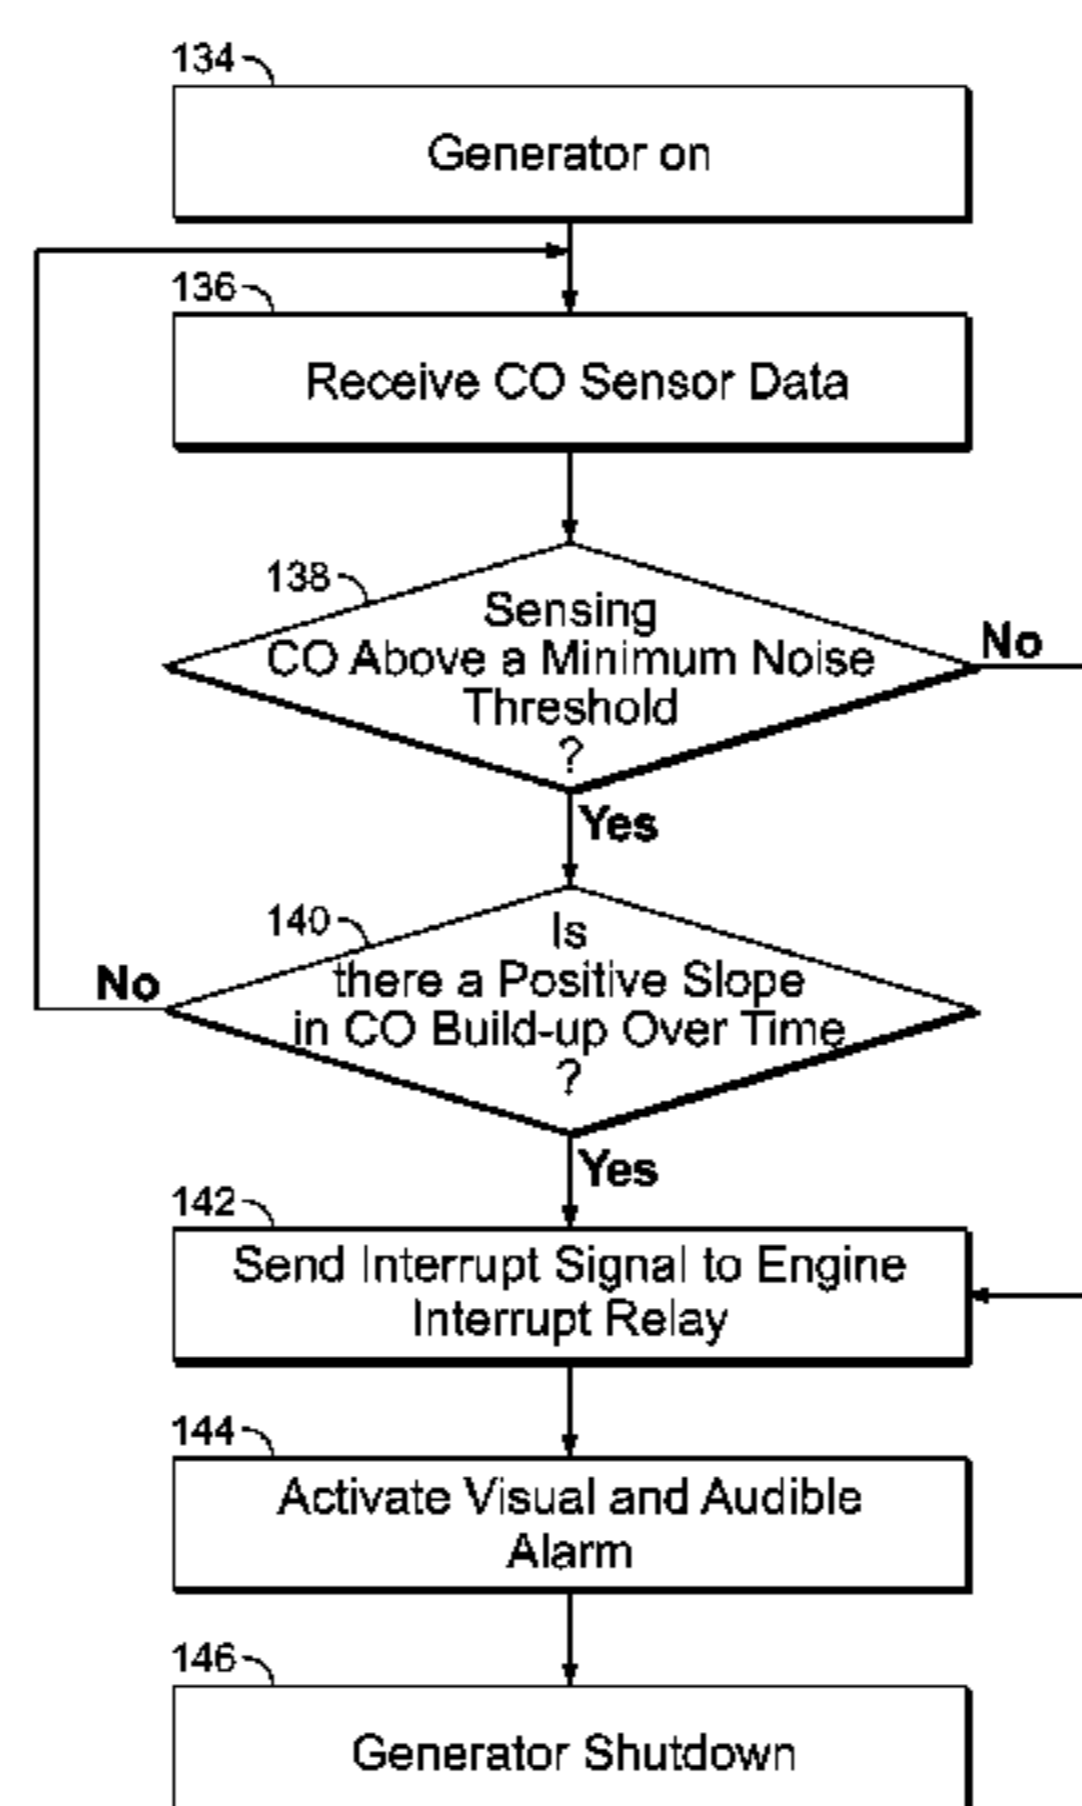 134
Generator on
136
Receive CO Sensor Data
138
Sensing
CO Above a Minimum Noise
Threshold
?
No
Yes
140
Is
there a Positive Slope
in CO Build-up Over Time
?
No
Yes
142
Send Interrupt Signal to Engine
Interrupt Relay
144
Activate Visual and Audible
Alarm
146
Generator Shutdown